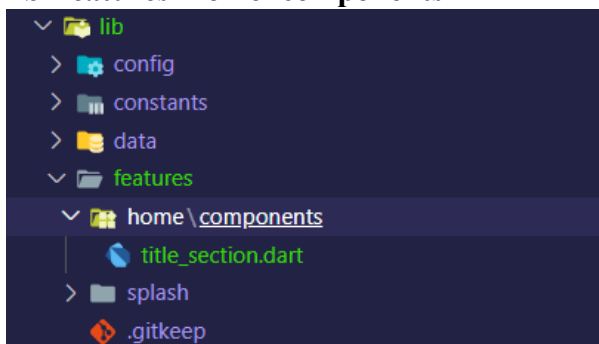 lib
config
constants
data
features
home\components
title_section.dart
splash
.gitkeep